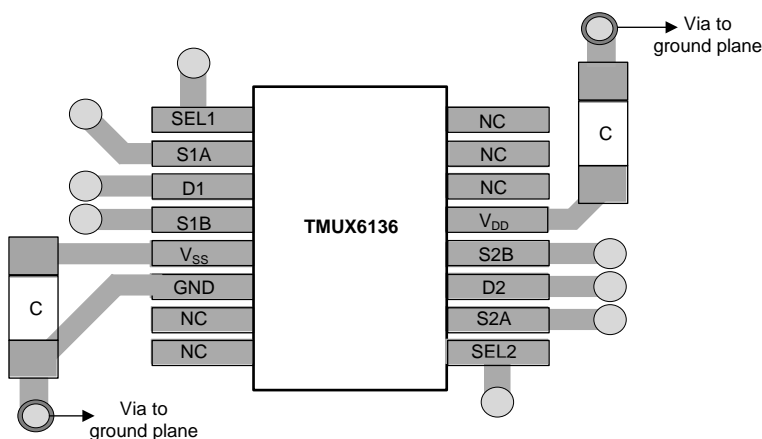 Via to
ground plane
C
SEL1
S1A
D1
S1B
VSS
GND
NC
NC
TMUX6136
NC
NC
NC
VDD
S2B
D2
S2A
SEL2
C
Via to
ground plane